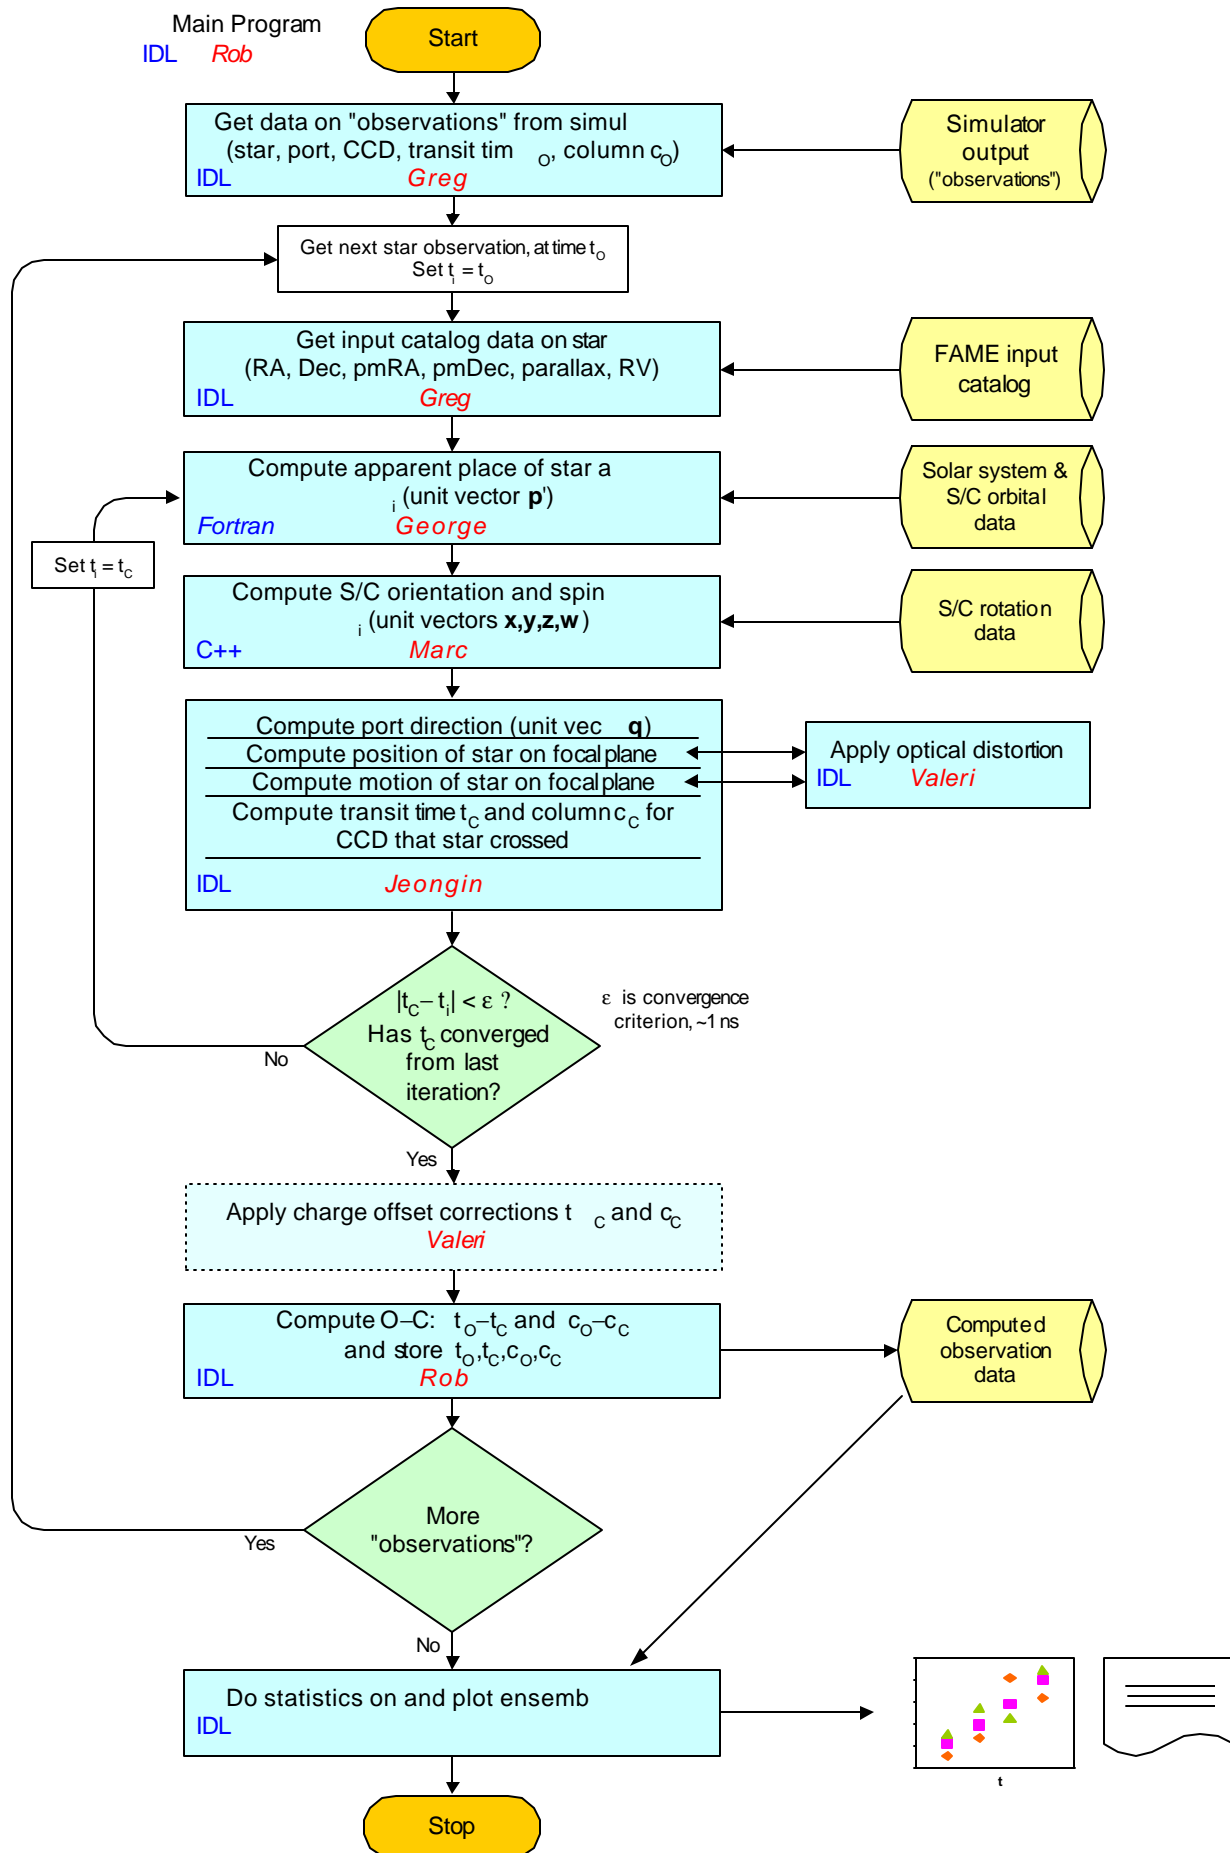 Main Program
IDL Rob
Start
Get data on "observations" from simul
(star, port, CCD, transit tim O, column cO)
IDL Greg
Simulator
output
("observations")
Get next star observation, at time tO
Set ti = tO
Get input catalog data on star
(RA, Dec, pmRA, pmDec, parallax, RV)
IDL Greg
FAME input
catalog
Compute apparent place of star a
i (unit vector p')
Fortran George
Solar system &
S/C orbital
data
Set ti = tC
Compute S/C orientation and spin
i (unit vectors x,y,z,w)
C++ Marc
S/C rotation
data
Compute port direction (unit vec q)
Compute position of star on focal plane
Compute motion of star on focal plane
Compute transit time tC and column cC for
CCD that star crossed
IDL Jeongin
Apply optical distortion
IDL Valeri
|tC – ti| < ε ?
Has tC converged
from last
iteration?
ε is convergence
criterion, ~1 ns
No
Yes
Apply charge offset corrections t C and cC
Valeri
Compute O–C: tO–tC and cO–cC
and store tO,tC,cO,cC
IDL Rob
Computed
observation
data
More
"observations"?
Yes
No
Do statistics on and plot ensemb
IDL
t
Stop